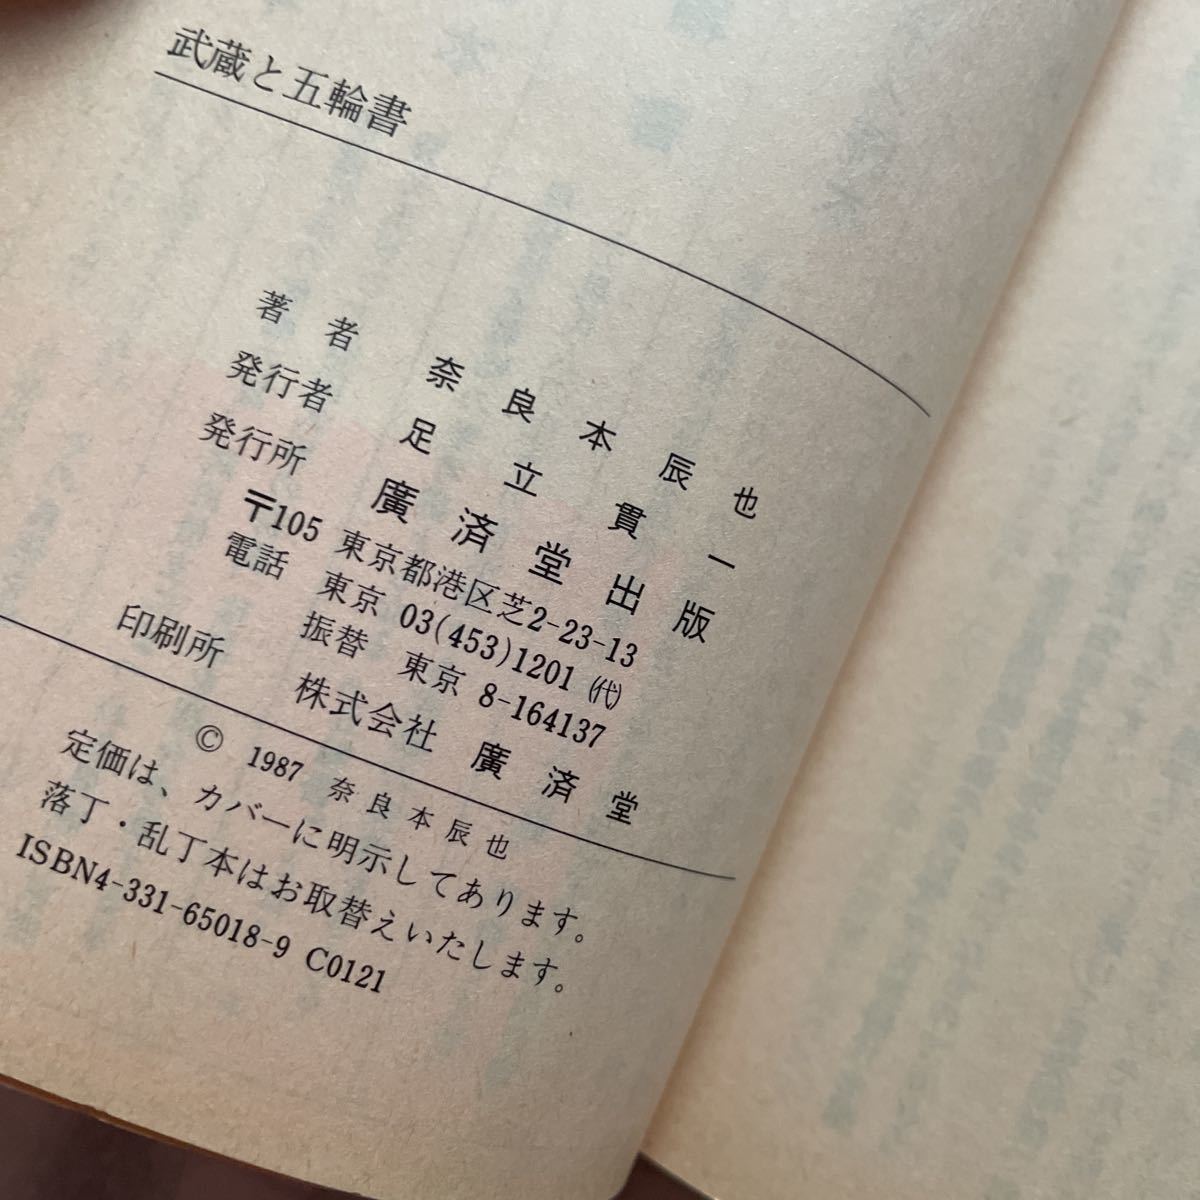 武蔵と五輪書
著者 奈良本辰也
発行者 足立貫一
発行所 廣済堂出版
〒105 東京都港区芝2-23-13
電話 東京 03(453)1201㈹
振替 東京 8-164137
印刷所 株式会社 廣済堂
© 1987 奈良本辰也
定価は、カバーに明示してあります。
落丁・乱丁本はお取替えいたします。
ISBN4-331-65018-9 C0121